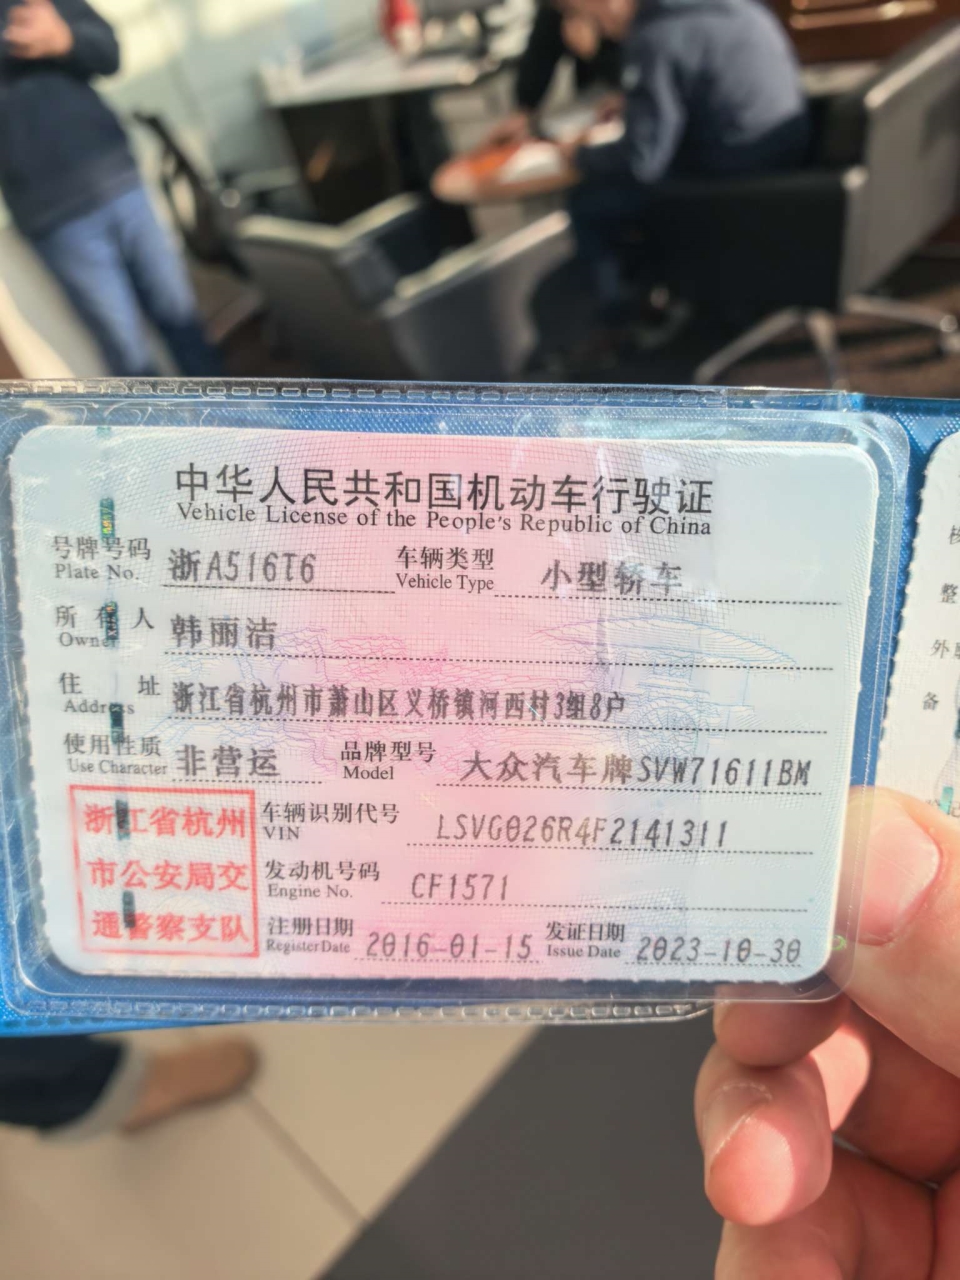 中华人民共和国机动车行驶证
Vehicle License of the People's Republic of China
号牌号码 浙A516T6 车辆类型 小型轿车
Plate No. Vehicle Type
所有人 韩丽洁
Owner
住址 浙江省杭州市萧山区义桥镇河西村3组8户
Address
使用性质 非营运 品牌型号 大众汽车牌SVW71611BM
Use Character Model
浙江省杭州 车辆识别代号 LSVG026R4F2141311
VIN
市公安局交 发动机号码 CF1571
Engine No.
通警察支队 注册日期 2016-01-15 发证日期 2023-10-30
Register Date Issue Date
整
外
备